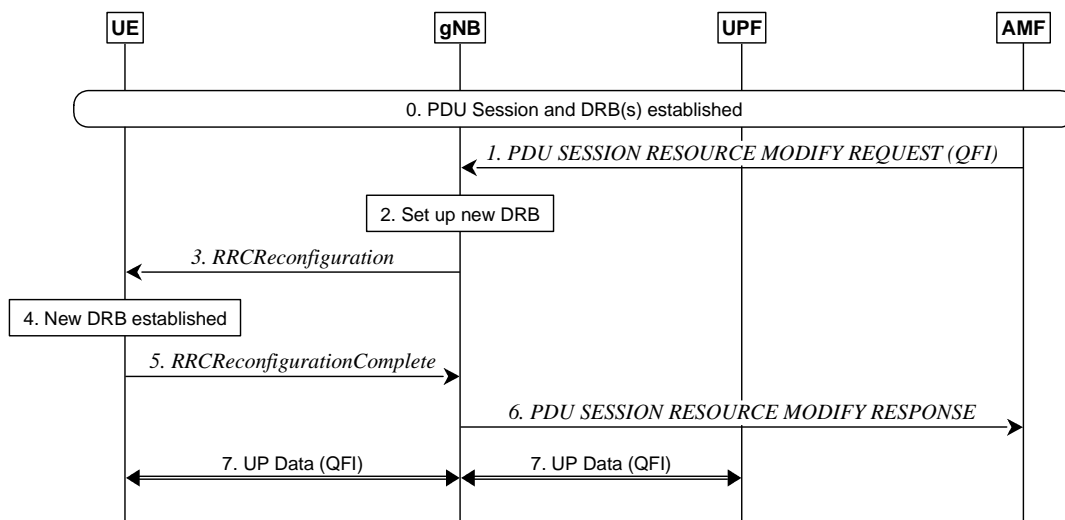 UE gNB UPF AMF
0. PDU Session and DRB(s) established
1. PDU SESSION RESOURCE MODIFY REQUEST (QFI)
2. Set up new DRB
3. RRCReconfiguration
4. New DRB established
5. RRCReconfigurationComplete
6. PDU SESSION RESOURCE MODIFY RESPONSE
7. UP Data (QFI) 7. UP Data (QFI)